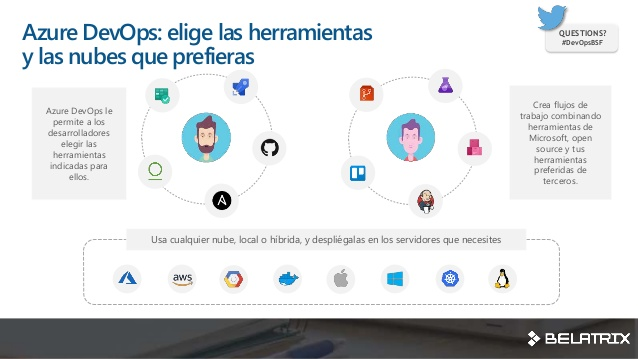 Azure DevOps: elige las herramientas
y las nubes que prefieras
QUESTIONS?
#DevOpsBSF
Azure DevOps le
permite a los
desarrolladores
elegir las
herramientas
indicadas para
ellos.
Crea flujos de
trabajo combinando
herramientas de
Microsoft, open
source y tus
herramientas
preferidas de
terceros.
Usa cualquier nube, local o híbrida, y despliégalas en los servidores que necesites
aws
BELATRIX